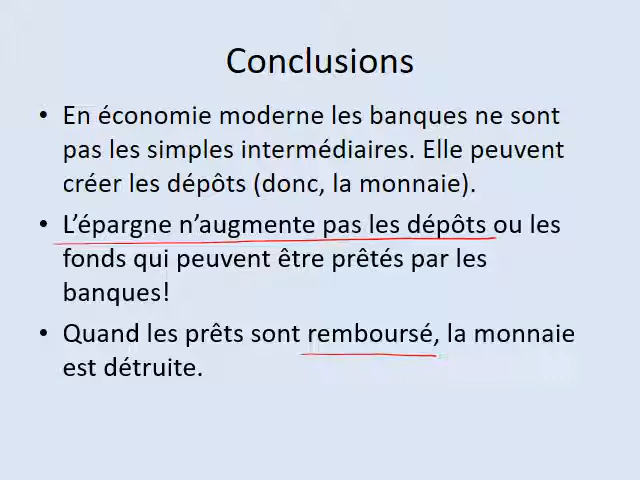 Conclusions
• En économie moderne les banques ne sont
pas les simples intermédiaires. Elle peuvent
créer les dépôts (donc, la monnaie).
• L’épargne n’augmente pas les dépôts ou les
fonds qui peuvent être prêtés par les
banques!
• Quand les prêts sont remboursé, la monnaie
est détruite.